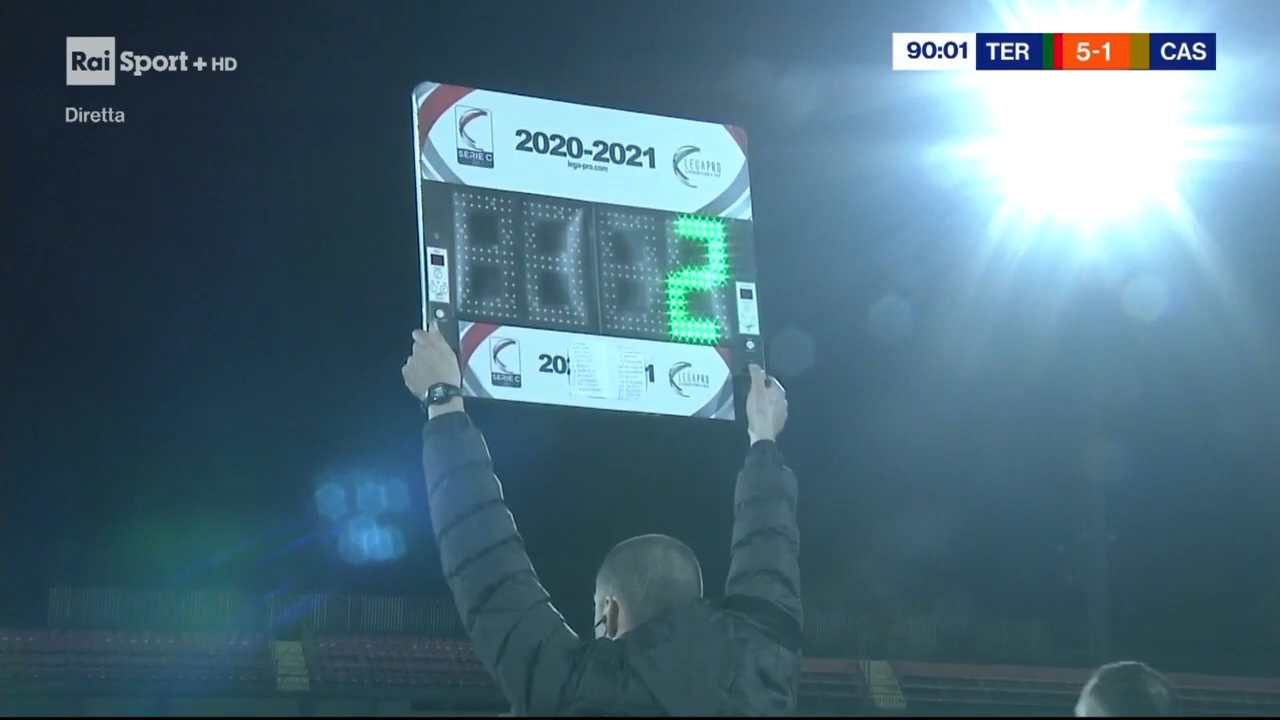 Rai Sport + HD
Diretta
90:01 TER 5-1 CAS
SERIE C
2020-2021
lega-pro.com
LEGAPRO
2
SERIE C
LEGAPRO